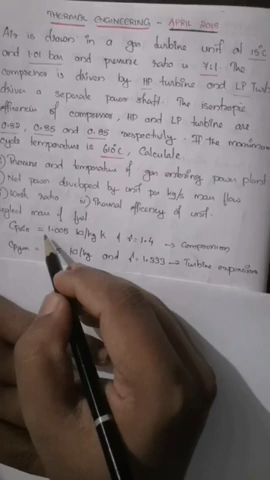 THERMAL ENGINEERING - APRIL
Air is drawn in a gas turbine unit at 15°C
and 1.01 bar and pressure ratio is 7:1. The
compressor is driven by HP turbine and LP Turb
drives a separate power shaft. The isentropic
efficiencies of compressor, HP and LP turbine are
0.82, 0.85 and 0.85 respectively. If the maximum
cycle temperature is 610°C, Calculate.
Pressure and temperature of gas entering power plant
Net power developed by unit per kg/s mass flow
Work ratio iv) Thermal efficiency of unit.
neglect mass of fuel
= 1.005 KJ/kg K & γ = 1.4 → Compression
Cpgas = KJ/kg. and γ = 1.333 → Turbine expansion